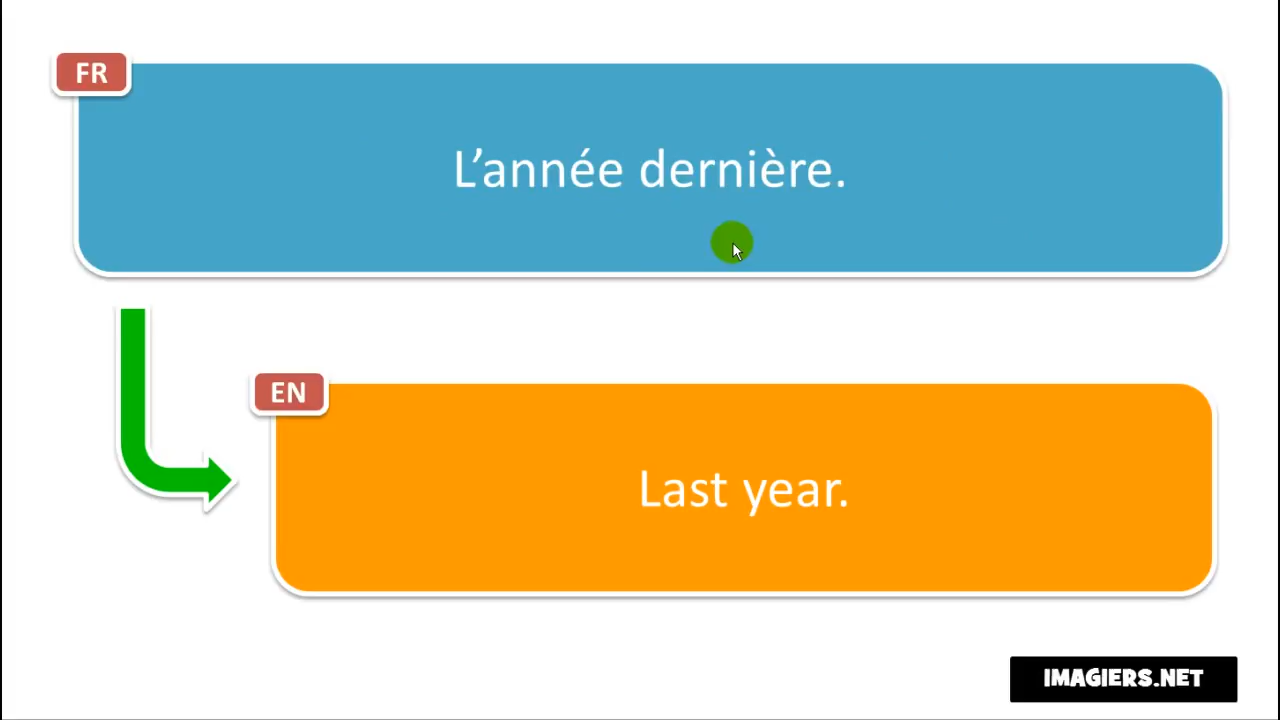 FR
L’année dernière.
EN
Last year.
IMAGIERS.NET